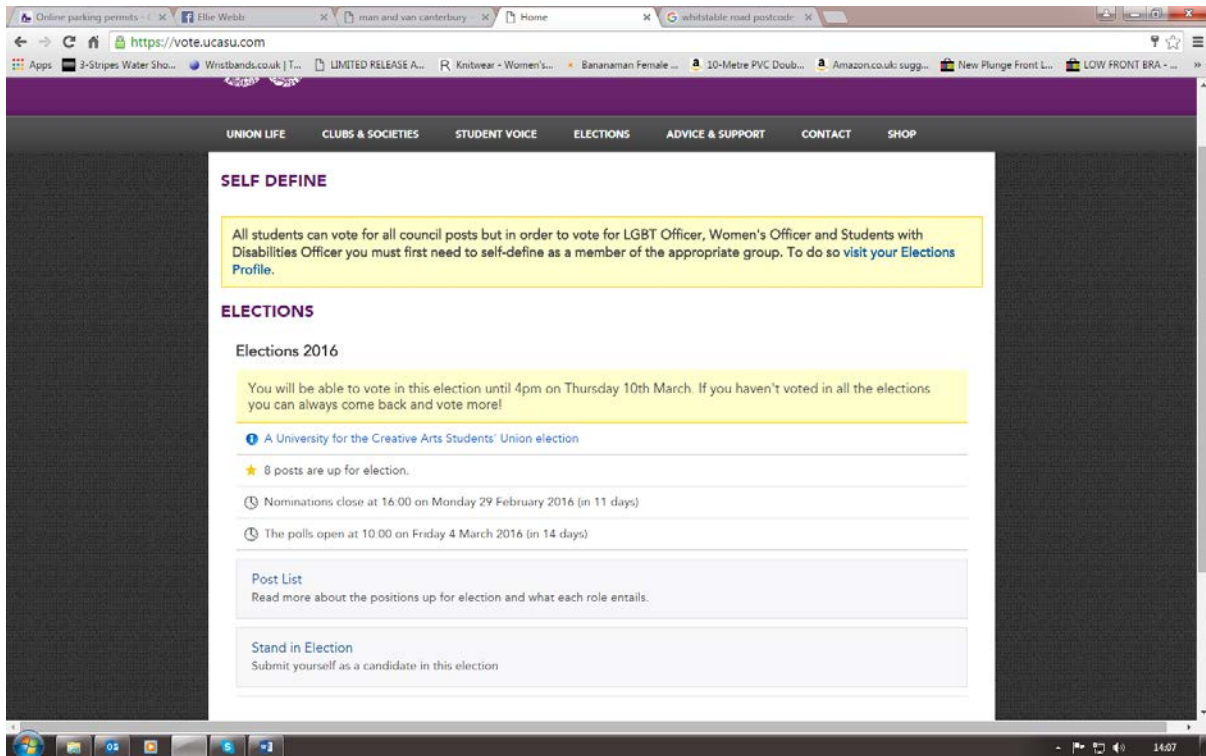 Online parking permits - (
Ellie Webb
man and van canterbury
Home
whitstable road postcode
https://vote.ucasu.com
Apps
3-Stripes Water Sho...
Wristbands.co.uk | T...
LIMITED RELEASE A...
Knitwear - Women's...
Bananaman Female ...
10-Metre PVC Doub...
Amazon.co.uk: sugg...
New Plunge Front L...
LOW FRONT BRA - ...
UNION LIFE
CLUBS & SOCIETIES
STUDENT VOICE
ELECTIONS
ADVICE & SUPPORT
CONTACT
SHOP
SELF DEFINE
All students can vote for all council posts but in order to vote for LGBT Officer, Women's Officer and Students with
Disabilities Officer you must first need to self-define as a member of the appropriate group. To do so visit your Elections
Profile.
ELECTIONS
Elections 2016
You will be able to vote in this election until 4pm on Thursday 10th March. If you haven't voted in all the elections
you can always come back and vote more!
A University for the Creative Arts Students' Union election
8 posts are up for election.
Nominations close at 16:00 on Monday 29 February 2016 (in 11 days)
The polls open at 10:00 on Friday 4 March 2016 (in 14 days)
Post List
Read more about the positions up for election and what each role entails.
Stand in Election
Submit yourself as a candidate in this election
14:07